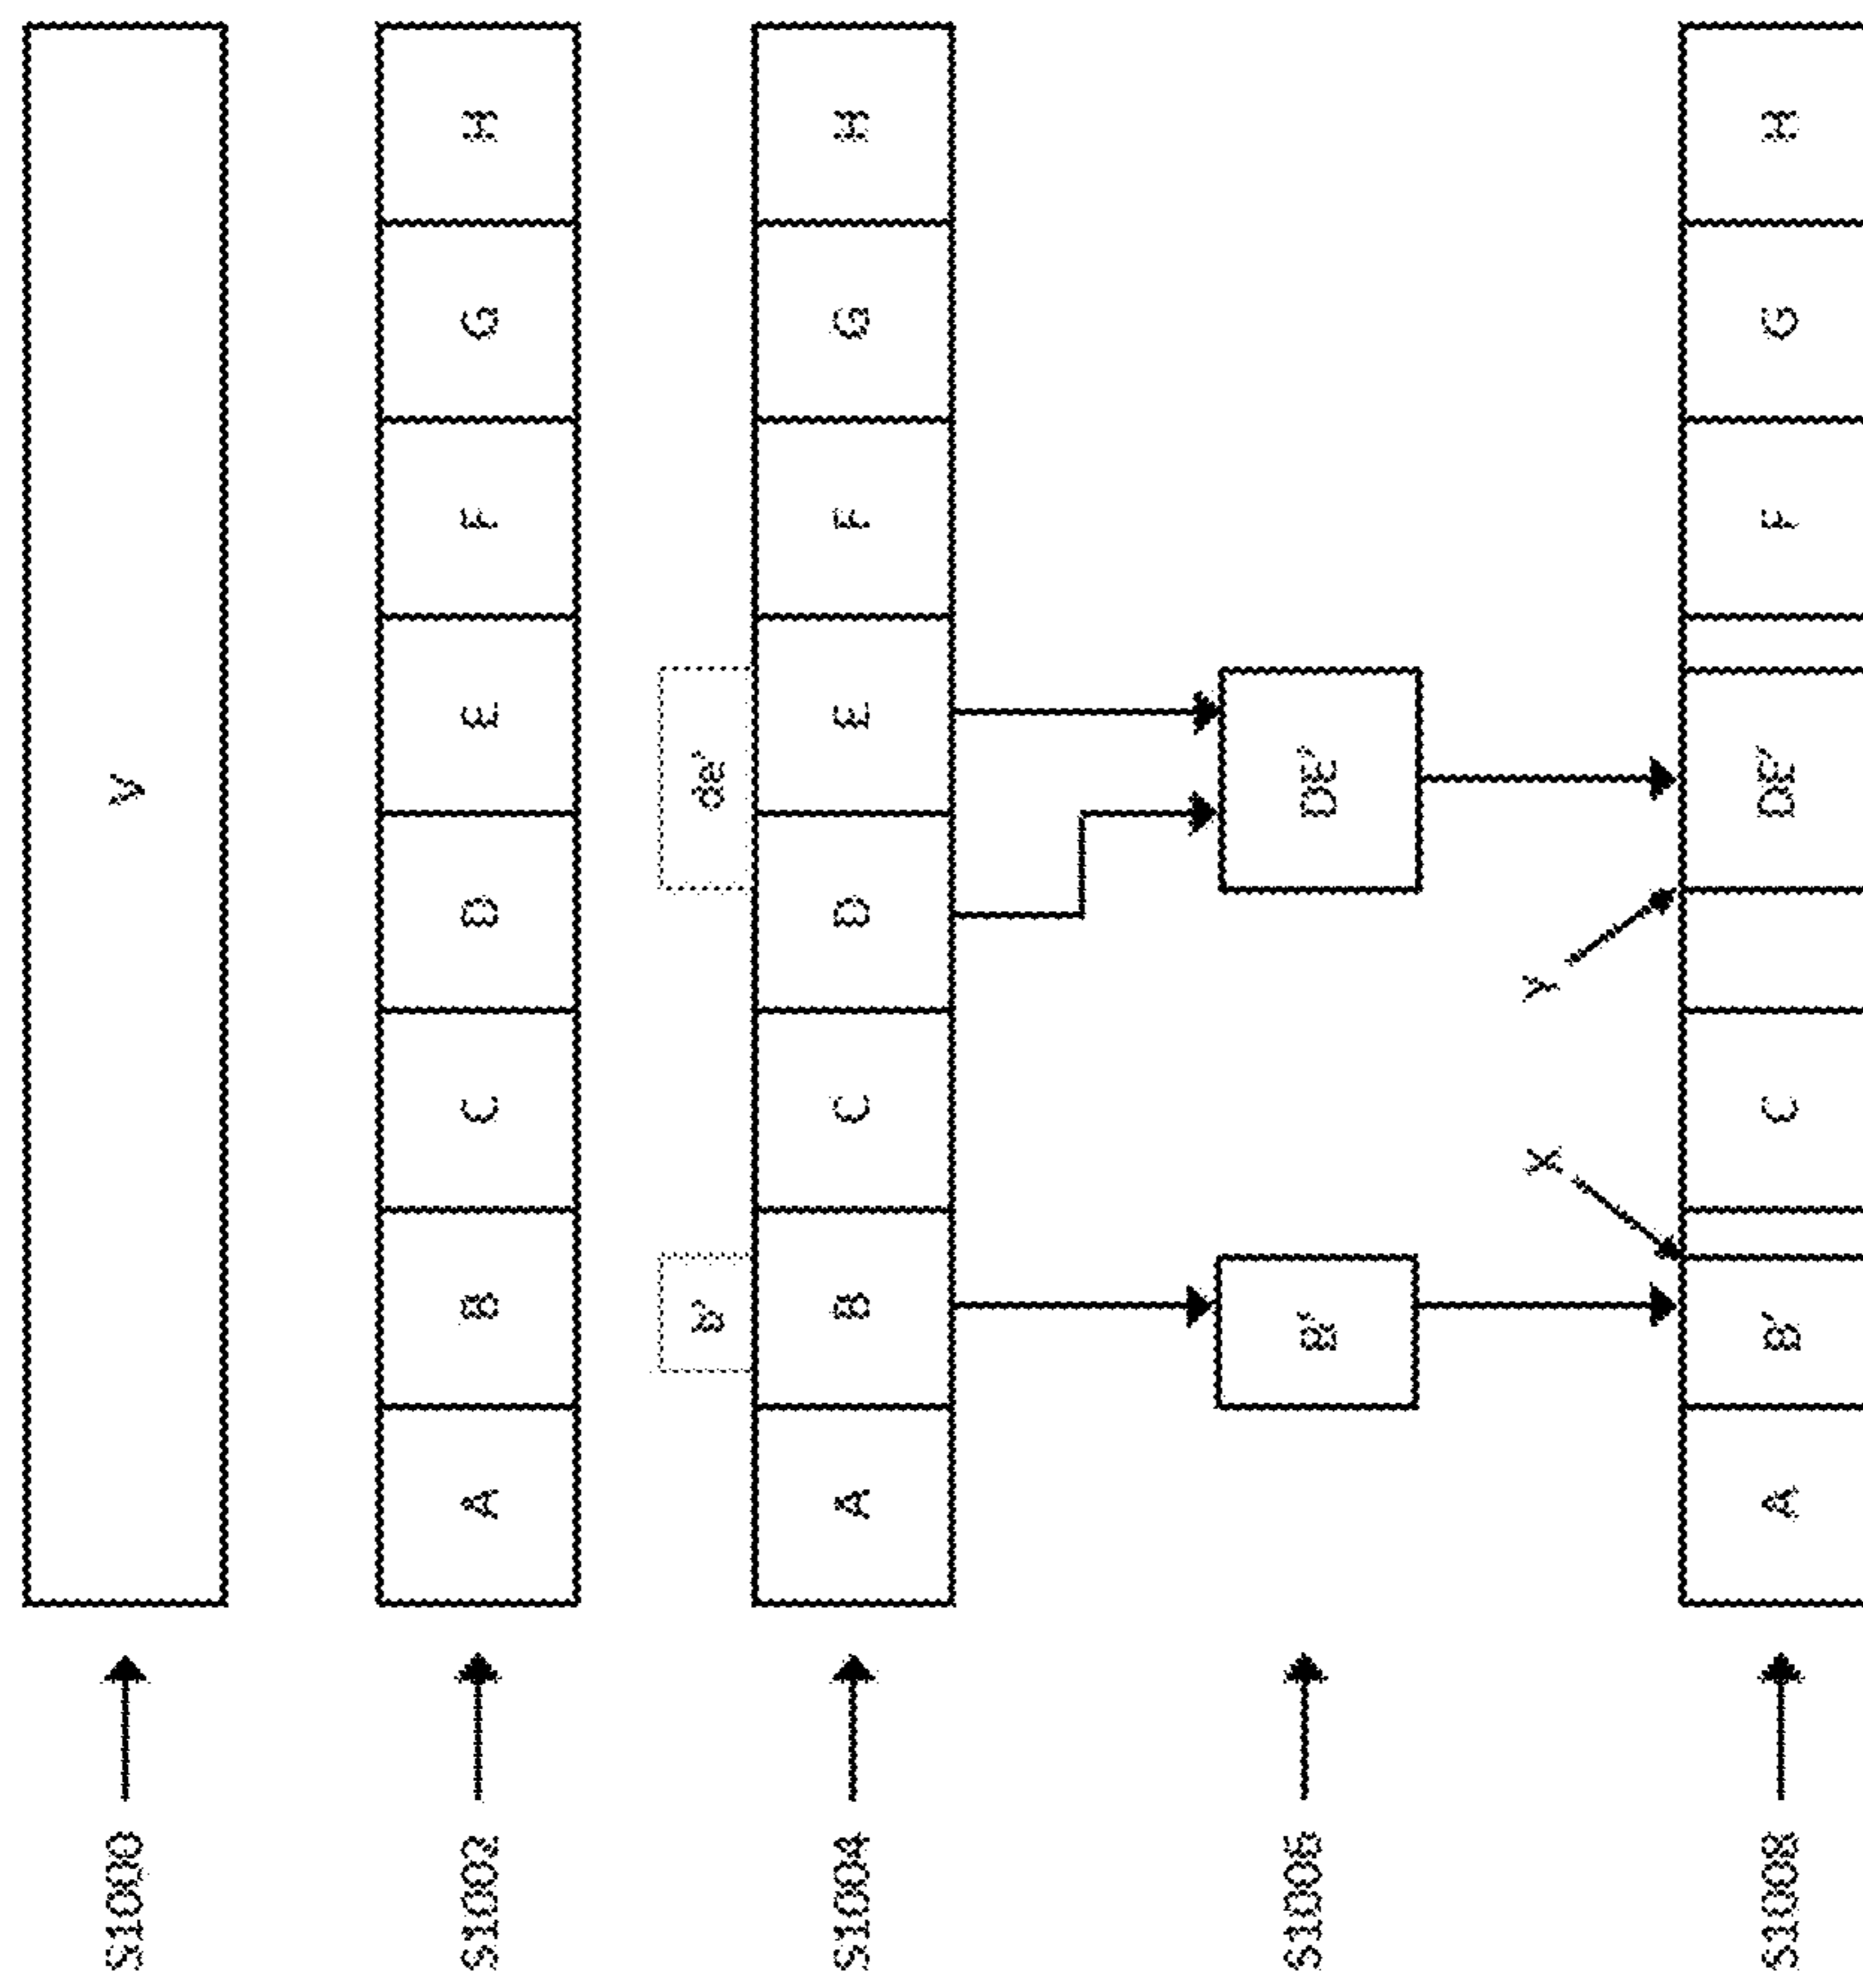 S1000
V
S1002
A B C D E F G H
b' de'
S1004
A B C D E F G H
S1006
B' DE'
X Y
S1008
A B' C DE' F G H